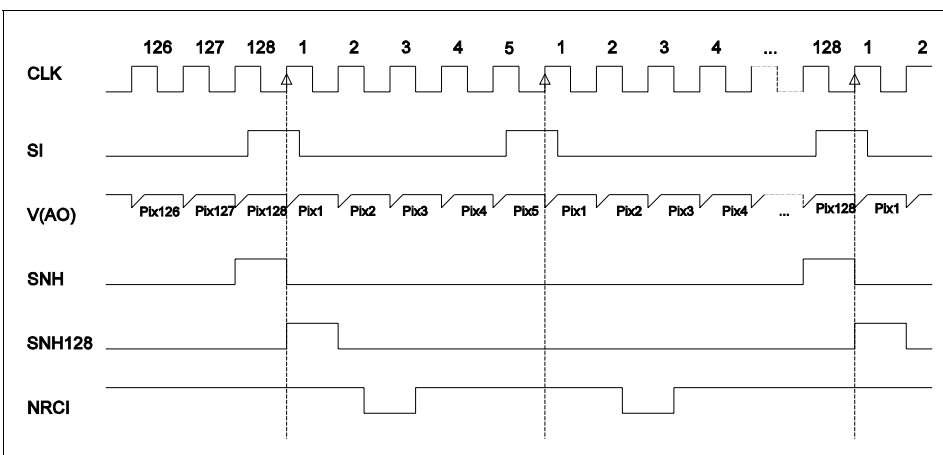 126 127 128 1 2 3 4 5 1 2 3 4 ... 128 1 2
CLK
SI
V(AO) Pix126 Pix127 Pix128 Pix1 Pix2 Pix3 Pix4 Pix5 Pix1 Pix2 Pix3 Pix4 ... Pix128 Pix1
SNH
SNH128
NRCI